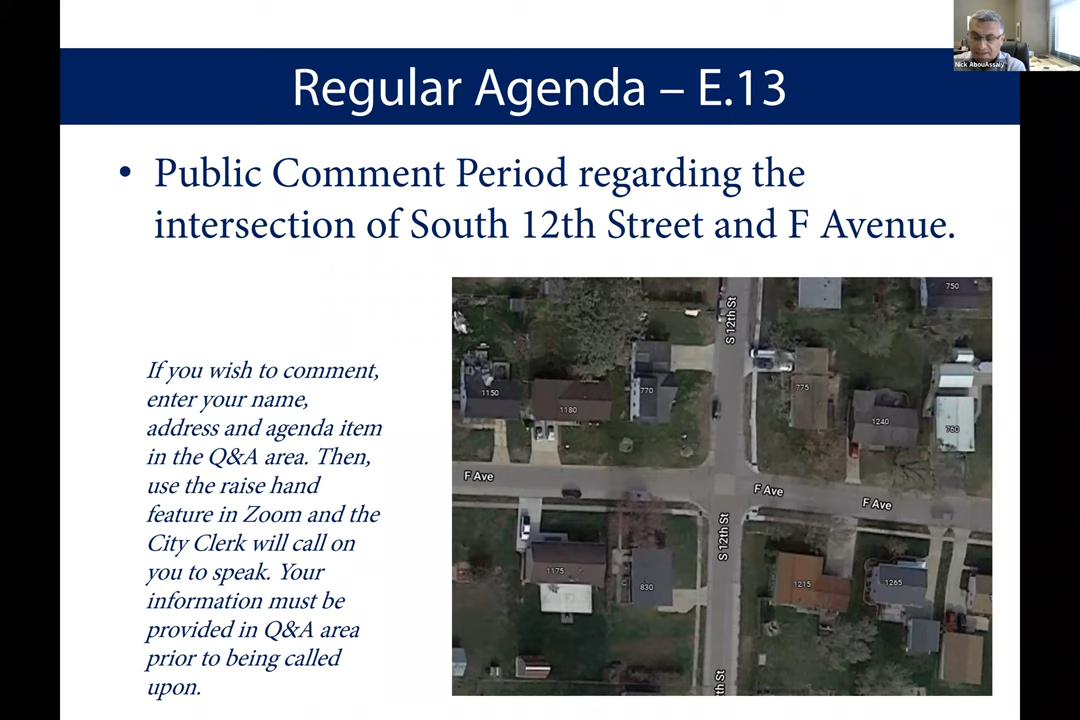 Nick AbouAssaly
Regular Agenda – E.13
• Public Comment Period regarding the
intersection of South 12th Street and F Avenue.
If you wish to comment,
enter your name,
address and agenda item
in the Q&A area. Then,
use the raise hand
feature in Zoom and the
City Clerk will call on
you to speak. Your
information must be
provided in Q&A area
prior to being called
upon.
750
S 12th St
775
770
1150
1180
1240
760
F Ave
F Ave
F Ave
S 12th St
1175
830
1215
1265
th St